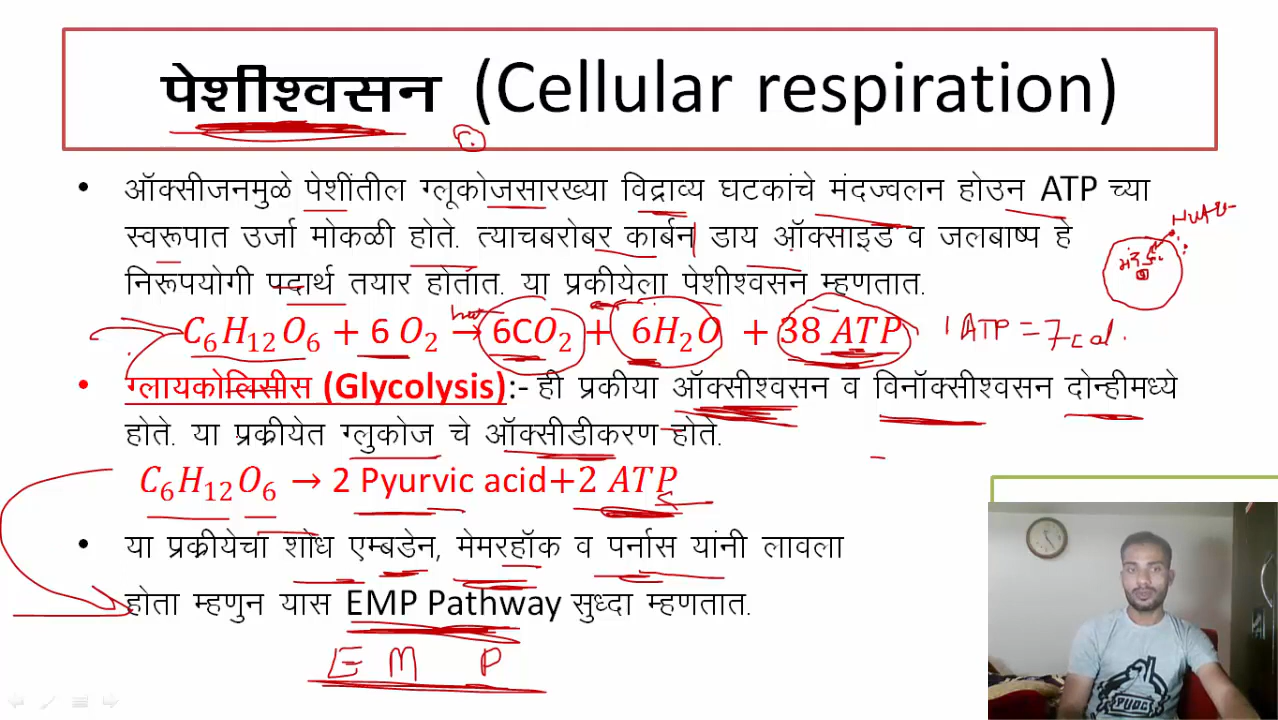 पेशीश्वसन (Cellular respiration)
• ऑक्सीजनमुळे पेशींतील ग्लूकोजसारख्या विद्राव्य घटकांचे मंदज्वलन होउन ATP च्या
स्वरूपात उर्जा मोकळी होते. त्याचबरोबर कार्बन डाय ऑक्साइड व जलबाष्प हे
निरूपयोगी पदार्थ तयार होतात. या प्रकीयेला पेशीश्वसन म्हणतात.
C₆H₁₂O₆ + 6 O₂ → 6CO₂ + 6H₂O + 38 ATP
1 ATP = 7cal.
• ग्लायकोलिसीस (Glycolysis):- ही प्रकीया ऑक्सीश्वसन व विनॉक्सीश्वसन दोन्हीमध्ये
होते. या प्रक्रीयेत ग्लुकोज चे ऑक्सीडीकरण होते.
C₆H₁₂O₆ → 2 Pyurvic acid+2 ATP
• या प्रक्रीयेचा शोध एम्बडेन, मेमरहॉक व पर्नास यांनी लावला
होता म्हणुन यास EMP Pathway सुध्दा म्हणतात.
E M P